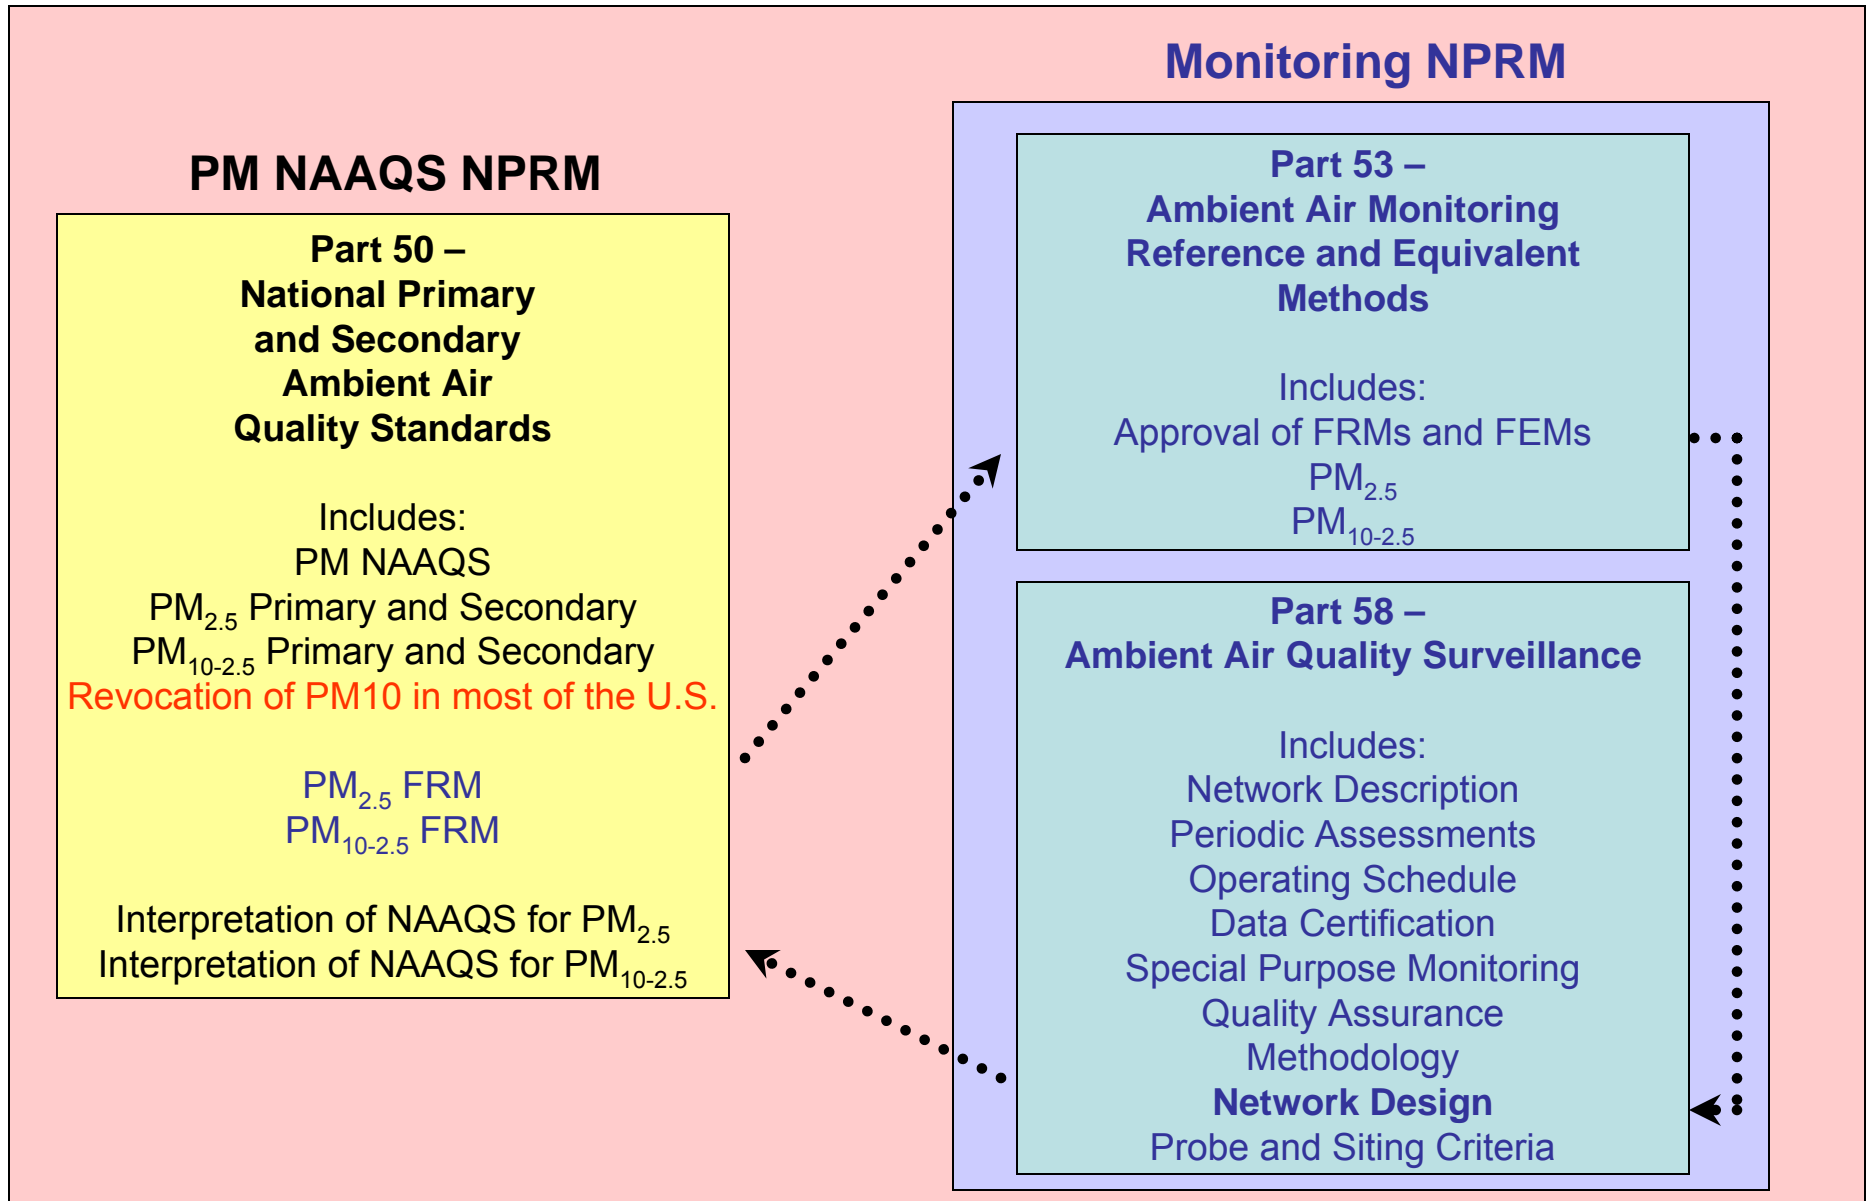 PM NAAQS NPRM
Part 50 –
National Primary
and Secondary
Ambient Air
Quality Standards
Includes:
PM NAAQS
PM2.5 Primary and Secondary
PM10-2.5 Primary and Secondary
Revocation of PM10 in most of the U.S.
PM2.5 FRM
PM10-2.5 FRM
Interpretation of NAAQS for PM2.5
Interpretation of NAAQS for PM10-2.5
Monitoring NPRM
Part 53 –
Ambient Air Monitoring
Reference and Equivalent
Methods
Includes:
Approval of FRMs and FEMs
PM2.5
PM10-2.5
Part 58 –
Ambient Air Quality Surveillance
Includes:
Network Description
Periodic Assessments
Operating Schedule
Data Certification
Special Purpose Monitoring
Quality Assurance
Methodology
Network Design
Probe and Siting Criteria